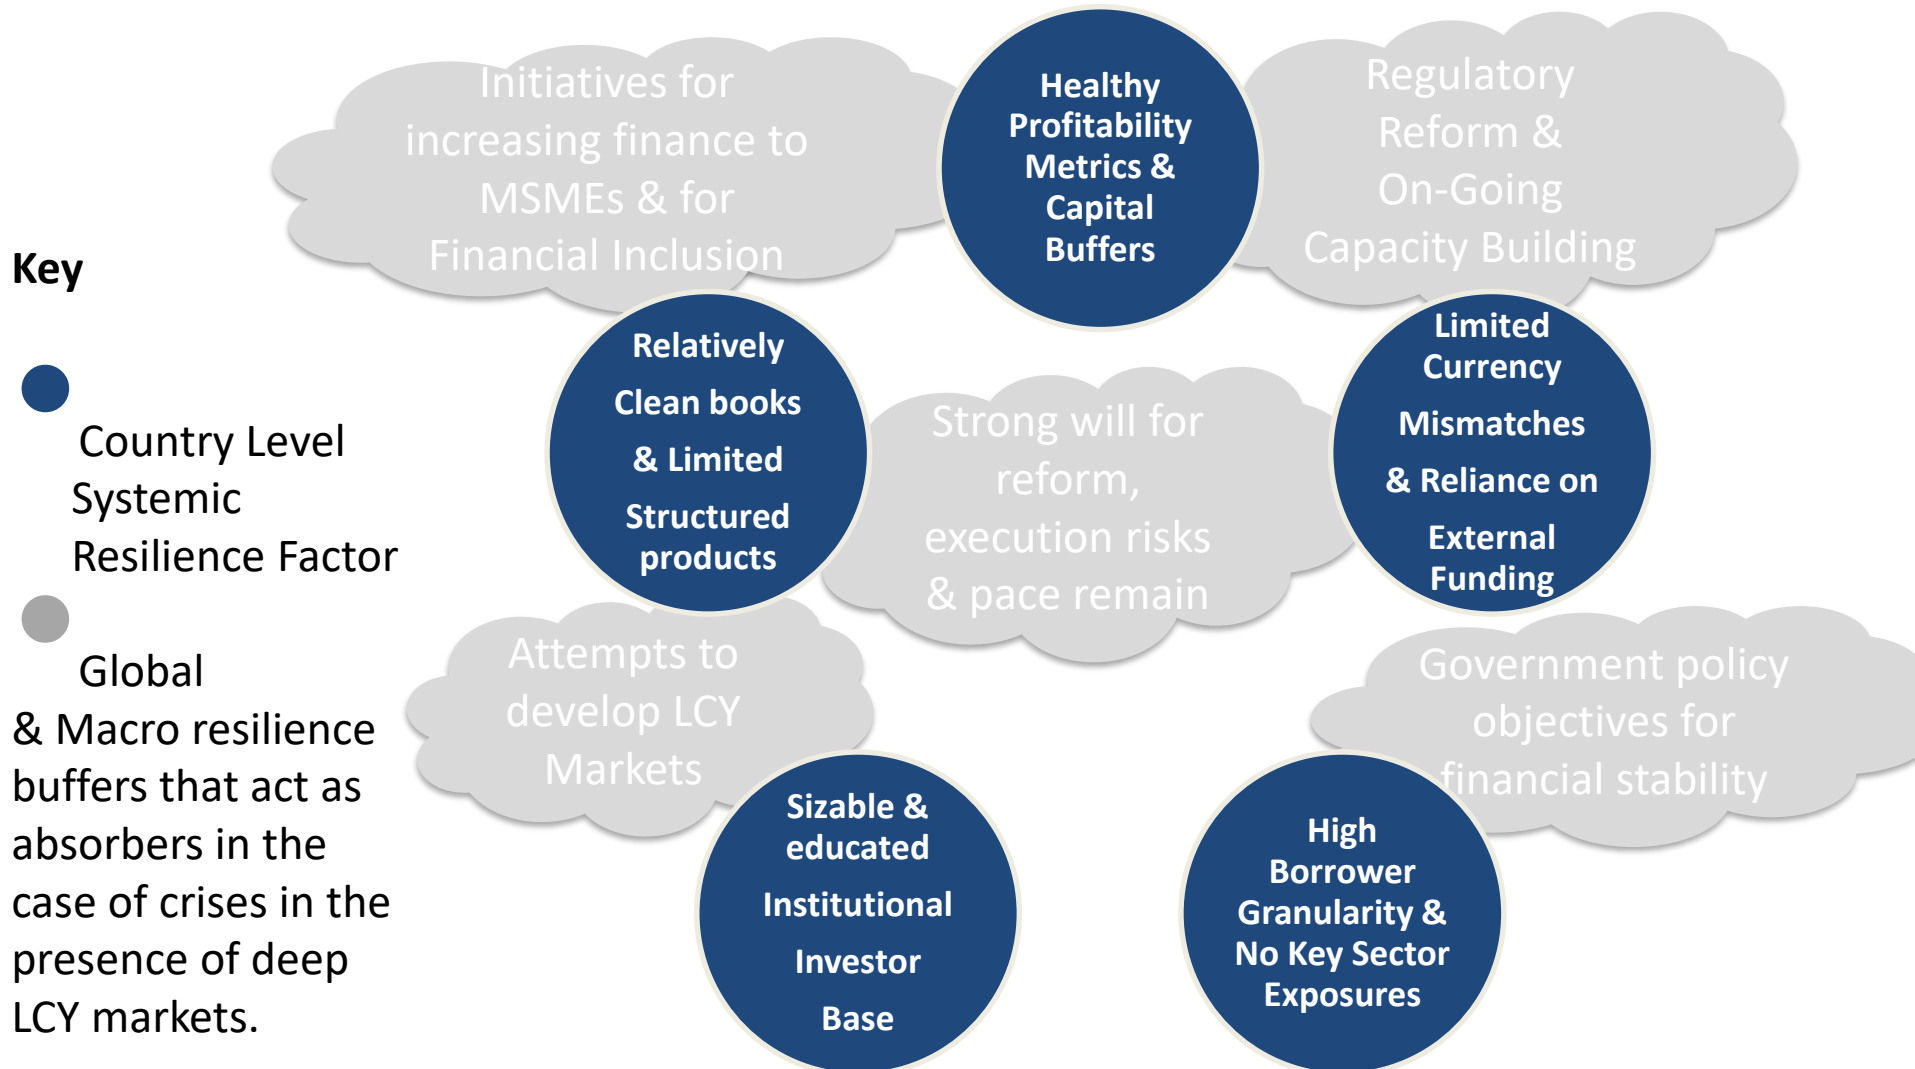 Initiatives for
increasing finance to
MSMEs & for
Financial Inclusion
Healthy
Profitability
Metrics &
Capital
Buffers
Regulatory
Reform &
On-Going
Capacity Building
Key
Country Level
Systemic
Resilience Factor
Global
& Macro resilience
buffers that act as
absorbers in the
case of crises in the
presence of deep
LCY markets.
Relatively
Clean books
& Limited
Structured
products
Strong will for
reform,
execution risks
& pace remain
Limited
Currency
Mismatches
& Reliance on
External
Funding
Attempts to
develop LCY
Markets
Government policy
objectives for
financial stability
Sizable &
educated
Institutional
Investor
Base
High
Borrower
Granularity &
No Key Sector
Exposures